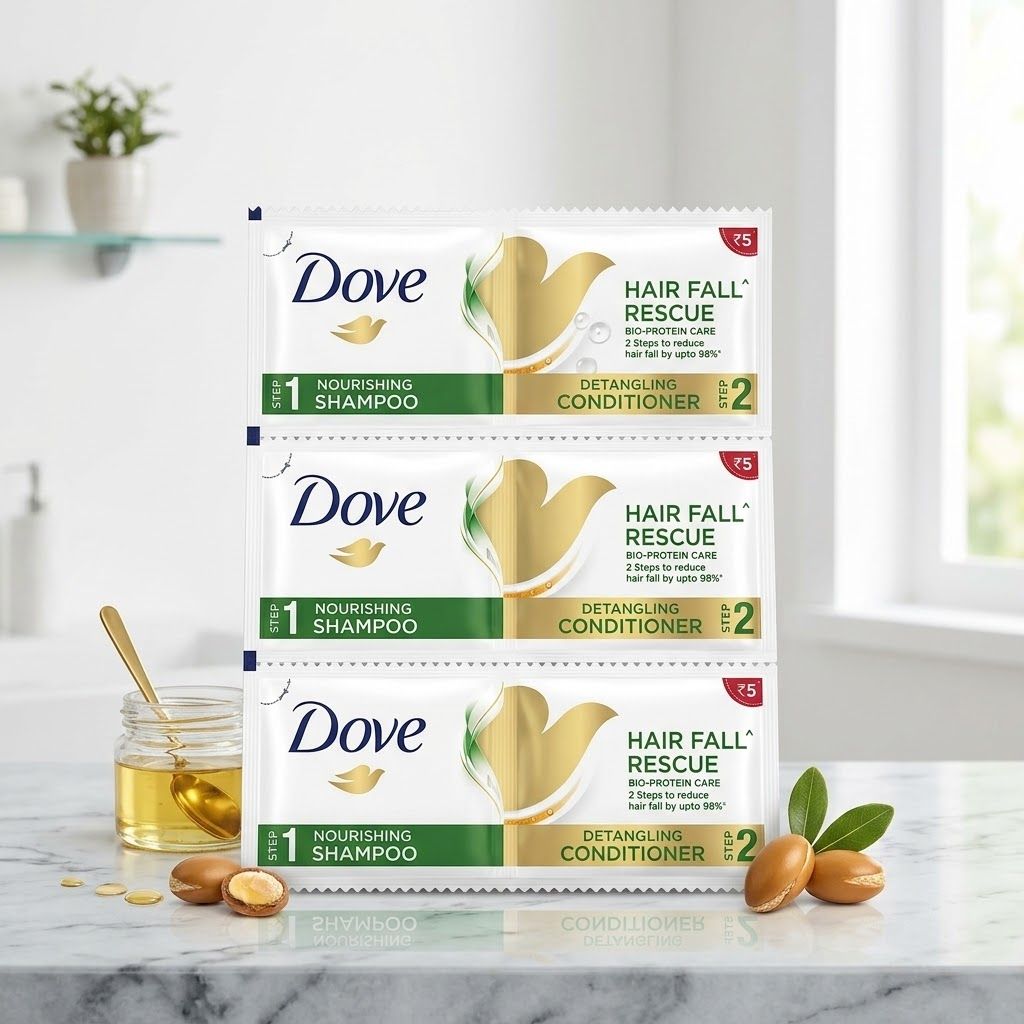 Dove
₹5
HAIR FALL^
RESCUE
BIO-PROTEIN CARE
2 Steps to reduce
hair fall by upto 98%*
STEP 1 NOURISHING
SHAMPOO
DETANGLING
CONDITIONER STEP 2
Dove
₹5
HAIR FALL^
RESCUE
BIO-PROTEIN CARE
2 Steps to reduce
hair fall by upto 98%*
STEP 1 NOURISHING
SHAMPOO
DETANGLING
CONDITIONER STEP 2
Dove
₹5
HAIR FALL^
RESCUE
BIO-PROTEIN CARE
2 Steps to reduce
hair fall by upto 98%*
STEP 1 NOURISHING
SHAMPOO
DETANGLING
CONDITIONER STEP 2